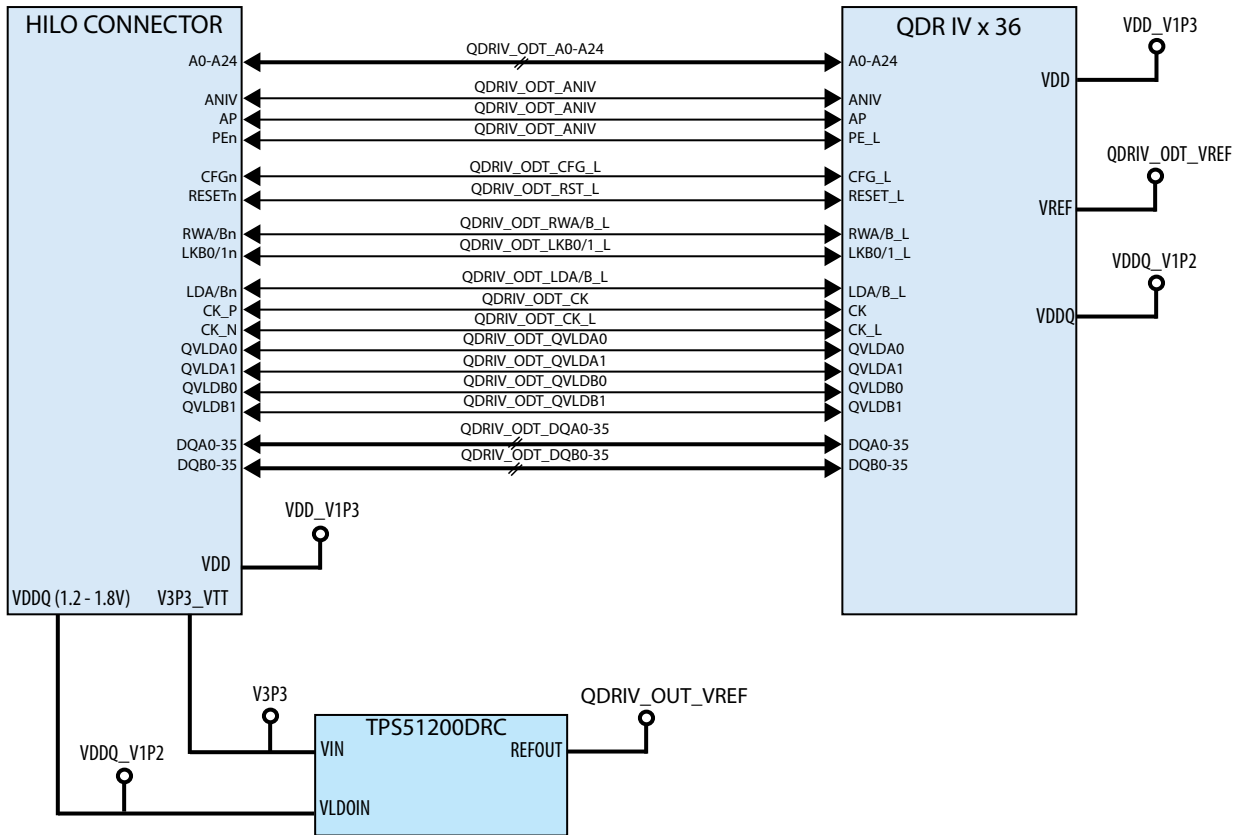 HILO CONNECTOR
QDR IV x 36
VDD_V1P3
A0-A24
QDRIV_ODT_A0-A24
A0-A24
VDD
ANIV
QDRIV_ODT_ANIV
ANIV
AP
QDRIV_ODT_ANIV
AP
PEn
QDRIV_ODT_ANIV
PE_L
QDRIV_ODT_VREF
CFGn
QDRIV_ODT_CFG_L
CFG_L
RESETn
QDRIV_ODT_RST_L
RESET_L
VREF
RWA/Bn
QDRIV_ODT_RWA/B_L
RWA/B_L
LKB0/1n
QDRIV_ODT_LKB0/1_L
LKB0/1_L
VDDQ_V1P2
LDA/Bn
QDRIV_ODT_LDA/B_L
LDA/B_L
CK_P
QDRIV_ODT_CK
CK
VDDQ
CK_N
QDRIV_ODT_CK_L
CK_L
QVLDA0
QDRIV_ODT_QVLDA0
QVLDA0
QVLDA1
QDRIV_ODT_QVLDA1
QVLDA1
QVLDB0
QDRIV_ODT_QVLDB0
QVLDB0
QVLDB1
QDRIV_ODT_QVLDB1
QVLDB1
DQA0-35
QDRIV_ODT_DQA0-35
DQA0-35
DQB0-35
QDRIV_ODT_DQB0-35
DQB0-35
VDD_V1P3
VDD
VDDQ (1.2 - 1.8V)
V3P3_VTT
V3P3
QDRIV_OUT_VREF
TPS51200DRC
VIN
REFOUT
VDDQ_V1P2
VLDOIN